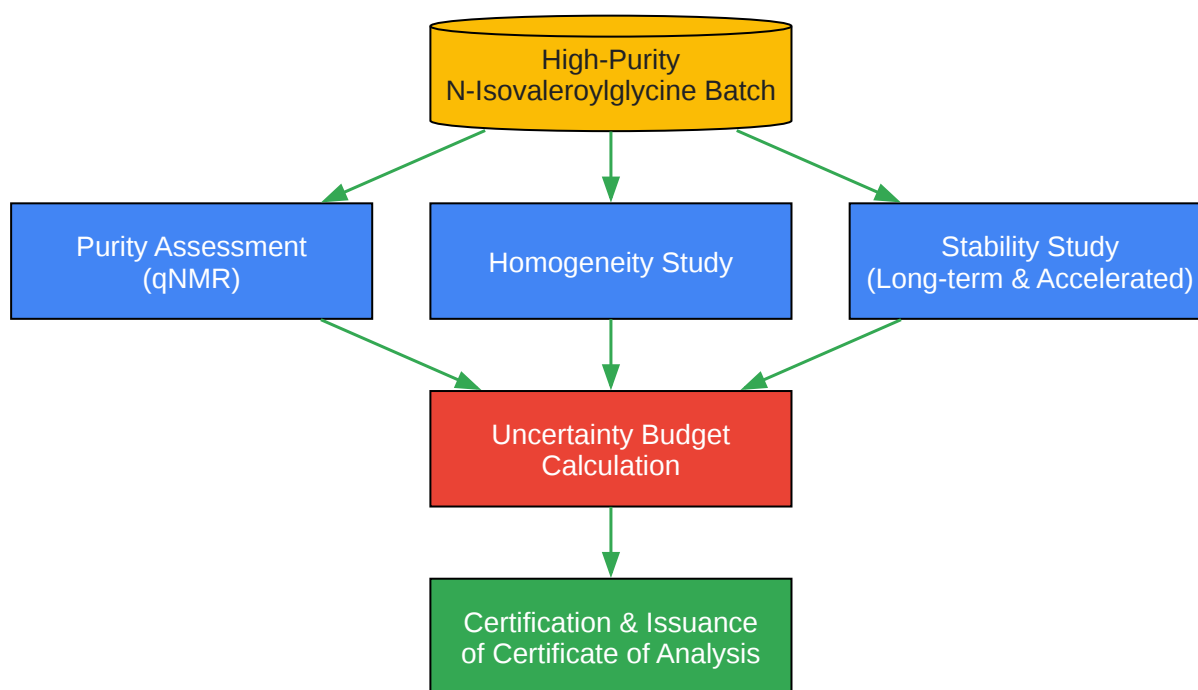 High-Purity
N-Isovaleroylglycine Batch
Purity Assessment
(qNMR)
Homogeneity Study
Stability Study
(Long-term & Accelerated)
Uncertainty Budget
Calculation
Certification & Issuance
of Certificate of Analysis